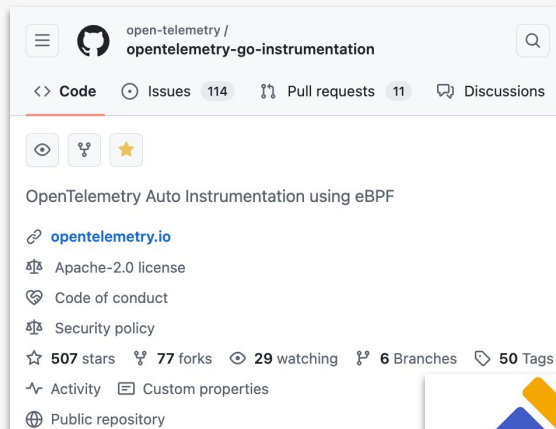 open-telemetry /
opentelemetry-go-instrumentation
Code Issues 114 Pull requests 11 Discussions
OpenTelemetry Auto Instrumentation using eBPF
opentelemetry.io
Apache-2.0 license
Code of conduct
Security policy
507 stars 77 forks 29 watching 6 Branches 50 Tags
Activity Custom properties
Public repository